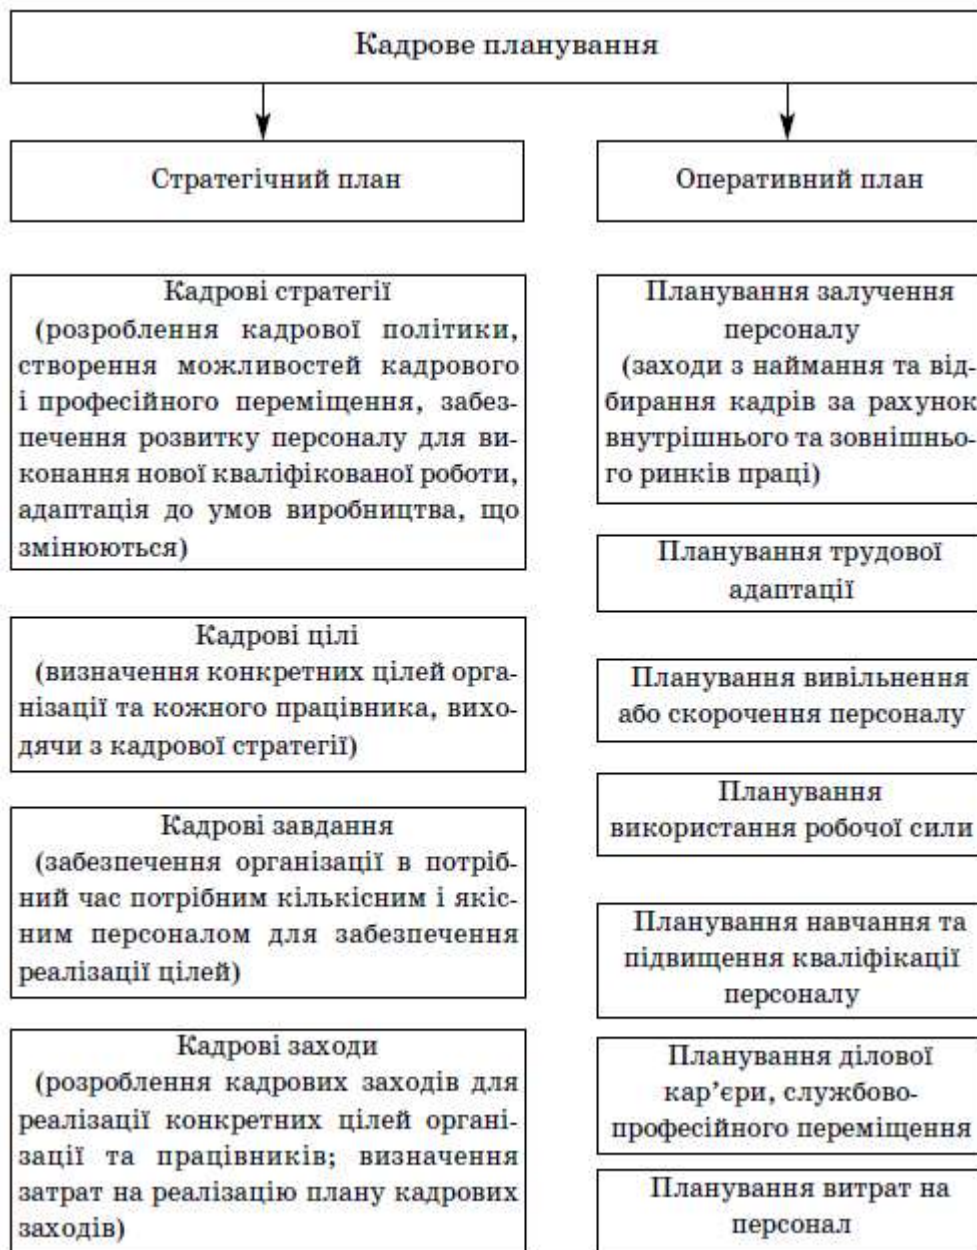 Кадрове планування
Стратегічний план
Кадрові стратегії
(розроблення кадрової політики,
створення можливостей кадрового
і професійного переміщення, забез-
печення розвитку персоналу для ви-
конання нової кваліфікованої роботи,
адаптація до умов виробництва, що
змінюються)
Кадрові цілі
(визначення конкретних цілей орга-
нізації та кожного працівника, вихо-
дячи з кадрової стратегії)
Кадрові завдання
(забезпечення організації в потріб-
ний час потрібним кількісним і якіс-
ним персоналом для забезпечення
реалізації цілей)
Кадрові заходи
(розроблення кадрових заходів для
реалізації конкретних цілей органі-
зації та працівників; визначення
затрат на реалізацію плану кадрових
заходів)
Оперативний план
Планування залучення
персоналу
(заходи з наймання та від-
бирання кадрів за рахунок
внутрішнього та зовнішньо-
го ринків праці)
Планування трудової
адаптації
Планування вивільнення
або скорочення персоналу
Планування
використання робочої сили
Планування навчання та
підвищення кваліфікації
персоналу
Планування ділової
кар’єри, службово-
професійного переміщення
Планування витрат на
персонал